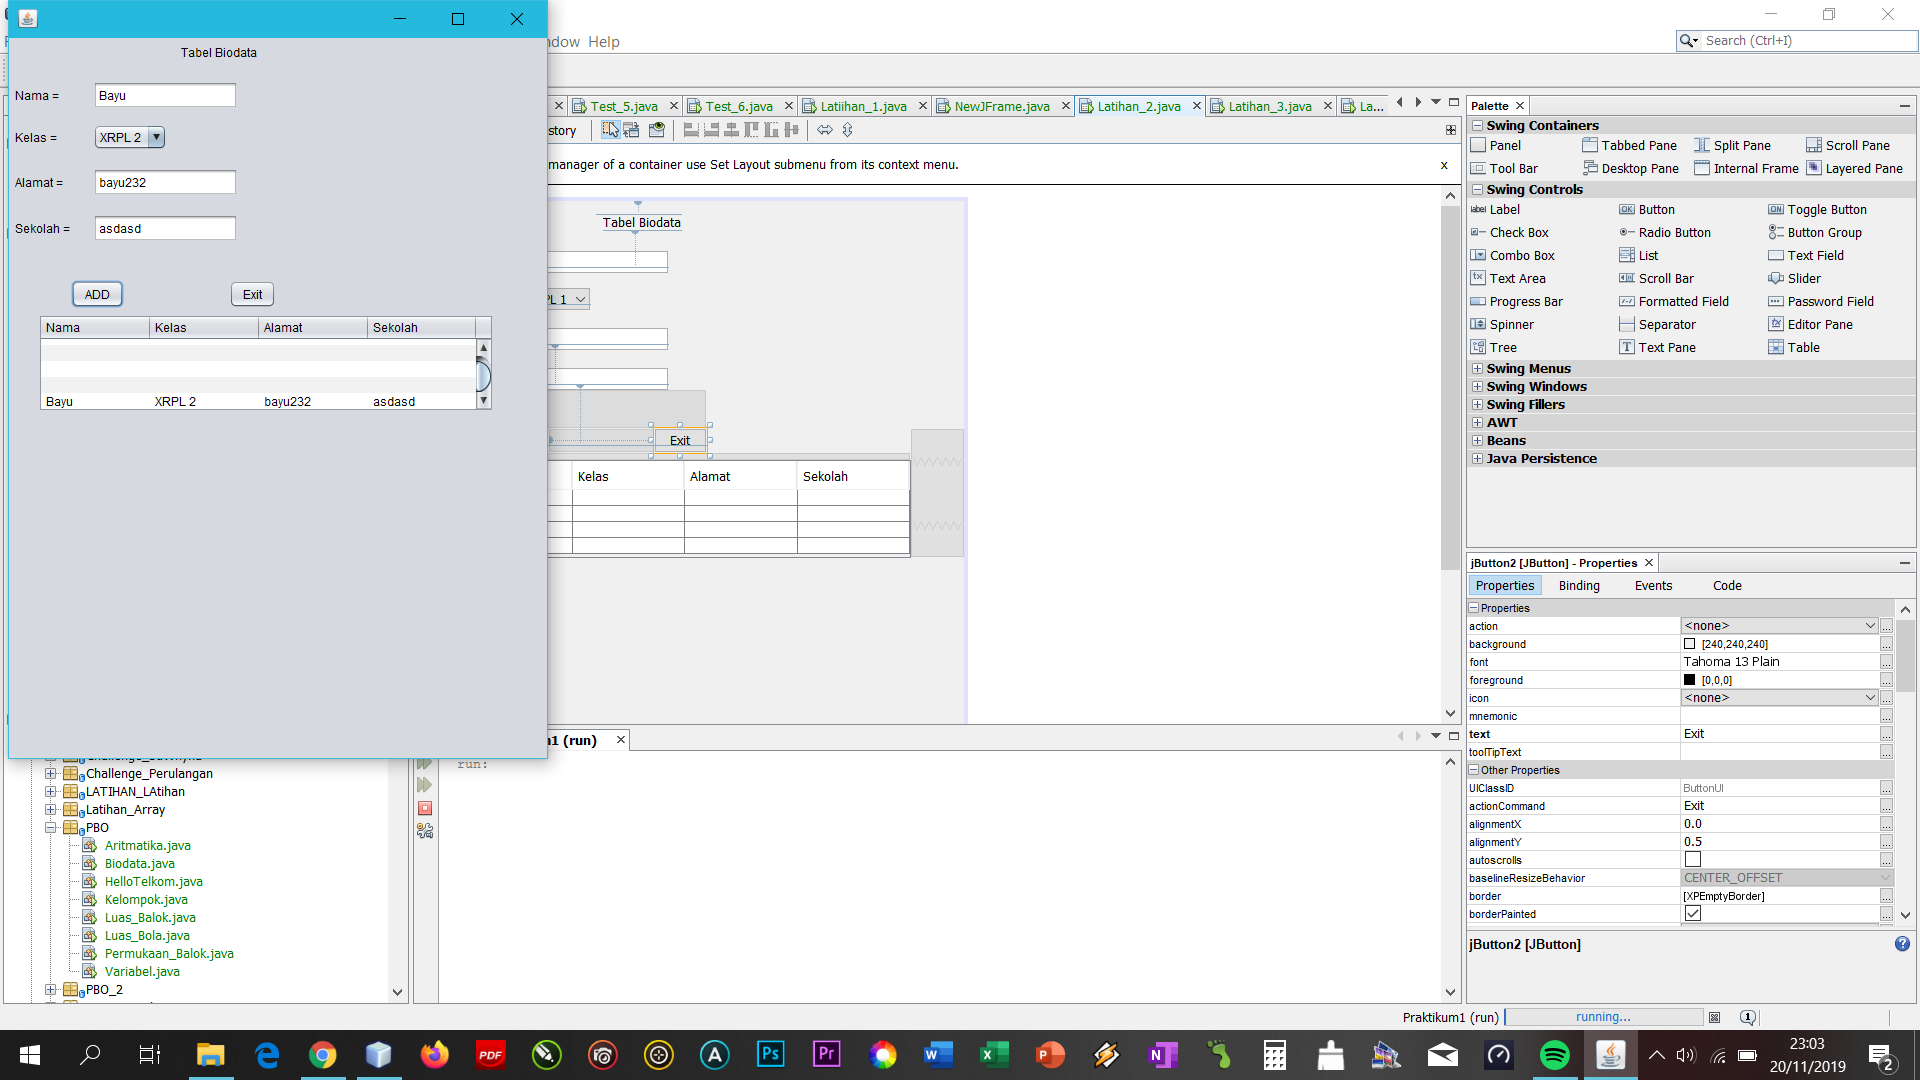 Tabel Biodata
Nama =
Bayu
Kelas =
XRPL 2
Alamat =
bayu232
Sekolah =
asdasd
ADD
Exit
Nama Kelas Alamat Sekolah
Bayu XRPL 2 bayu232 asdasd
ndow Help
Search (Ctrl+I)
Test_5.java Test_6.java Latiihan_1.java NewJFrame.java Latihan_2.java Latihan_3.java La...
story
manager of a container use Set Layout submenu from its context menu.
x
Tabel Biodata
PL 1
Exit
Kelas Alamat Sekolah
Palette
Swing Containers
Panel Tabbed Pane Split Pane Scroll Pane
Tool Bar Desktop Pane Internal Frame Layered Pane
Swing Controls
label Label OK Button ON Toggle Button
Check Box Radio Button Button Group
Combo Box List Text Field
Text Area Scroll Bar Slider
Progress Bar Formatted Field Password Field
Spinner Separator Editor Pane
Tree Text Pane Table
Swing Menus
Swing Windows
Swing Fillers
AWT
Beans
Java Persistence
jButton2 [JButton] - Properties
Properties Binding Events Code
Properties
action <none>
background [240,240,240]
font Tahoma 13 Plain
foreground [0,0,0]
icon <none>
mnemonic
text Exit
toolTipText
Other Properties
UIClassID ButtonUI
actionCommand Exit
alignmentX 0.0
alignmentY 0.5
autoscrolls
baselineResizeBehavior CENTER_OFFSET
border [XPEmptyBorder]
borderPainted
jButton2 [JButton]
Challenge_Perulangan
LATIHAN_LAtihan
Latihan_Array
PBO
Aritmatika.java
Biodata.java
HelloTelkom.java
Kelompok.java
Luas_Balok.java
Luas_Bola.java
Permukaan_Balok.java
Variabel.java
PBO_2
a1 (run)
run:
Praktikum1 (run) running...
1
PDF
Ps
Pr
23:03
20/11/2019
2